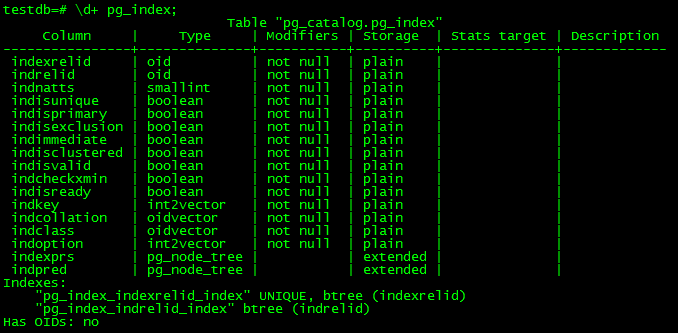 testdb=# \d+ pg_index;
                              Table "pg_catalog.pg_index"
     Column     |     Type     | Modifiers | Storage  | Stats target | Description
----------------+--------------+-----------+----------+--------------+-------------
 indexrelid     | oid          | not null  | plain    |              |
 indrelid       | oid          | not null  | plain    |              |
 indnatts       | smallint     | not null  | plain    |              |
 indisunique    | boolean      | not null  | plain    |              |
 indisprimary   | boolean      | not null  | plain    |              |
 indisexclusion | boolean      | not null  | plain    |              |
 indimmediate   | boolean      | not null  | plain    |              |
 indisclustered | boolean      | not null  | plain    |              |
 indisvalid     | boolean      | not null  | plain    |              |
 indcheckxmin   | boolean      | not null  | plain    |              |
 indisready     | boolean      | not null  | plain    |              |
 indkey         | int2vector   | not null  | plain    |              |
 indcollation   | oidvector    | not null  | plain    |              |
 indclass       | oidvector    | not null  | plain    |              |
 indoption      | int2vector   | not null  | plain    |              |
 indexprs       | pg_node_tree |           | extended |              |
 indpred        | pg_node_tree |           | extended |              |
Indexes:
    "pg_index_indexrelid_index" UNIQUE, btree (indexrelid)
    "pg_index_indrelid_index" btree (indrelid)
Has OIDs: no